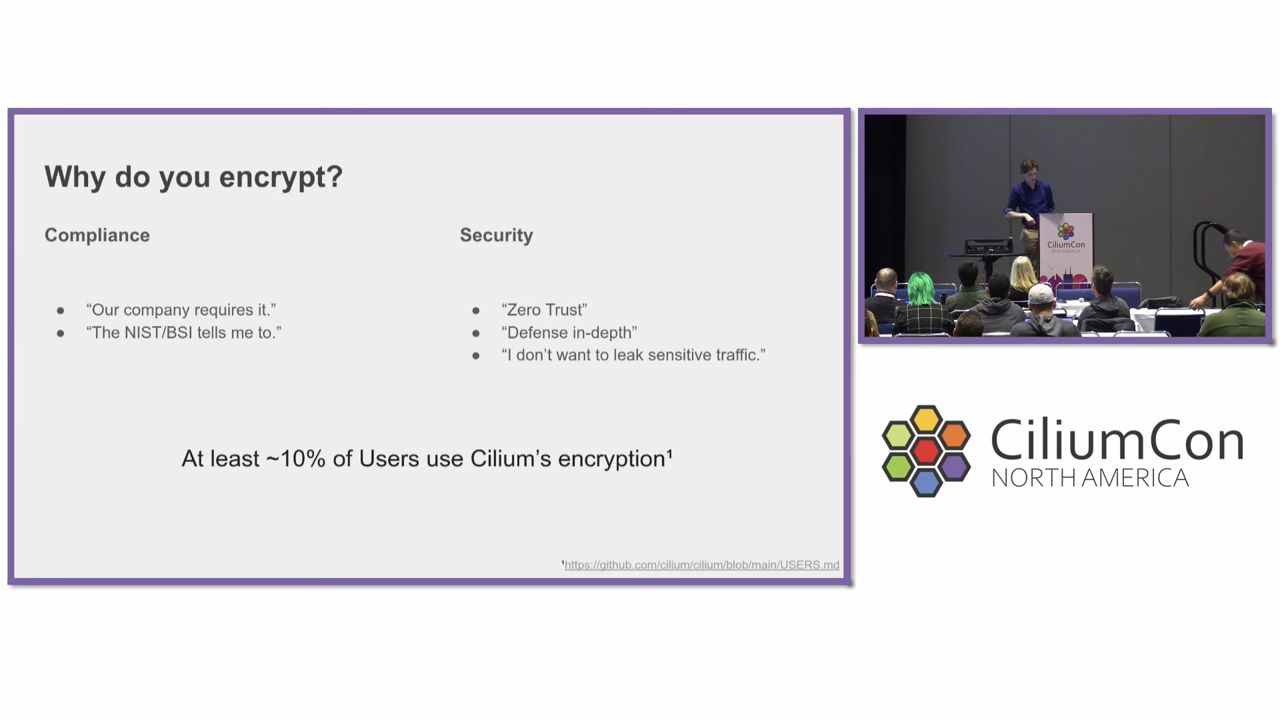 Why do you encrypt?
Compliance
Security
● “Our company requires it.”
● “The NIST/BSI tells me to.”
● “Zero Trust”
● “Defense in-depth”
● “I don’t want to leak sensitive traffic.”
At least ~10% of Users use Cilium’s encryption¹
¹https://github.com/cilium/cilium/blob/main/USERS.md
CiliumCon
CiliumCon
NORTH AMERICA